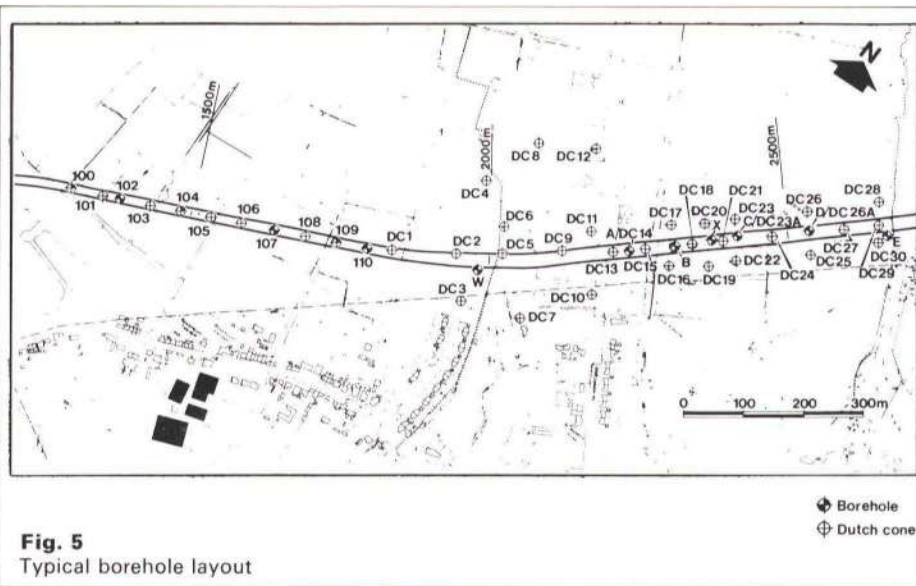 N
1500m
2000m
2500m
100
102
101
103
104
105
106
107
108
109
110
DC1
DC2
DC3
DC4
DC5
DC6
DC7
DC8
DC9
DC10
DC11
DC12
DC13
A/DC14
DC15
DC16
DC17
DC18
DC19
DC20
DC21
DC22
DC23
C/DC23A
DC24
DC25
DC26
D/DC26A
DC27
DC28
DC29
DC30
W
X
B
E
0 100 200 300m
Borehole
Dutch cone
Fig. 5
Typical borehole layout